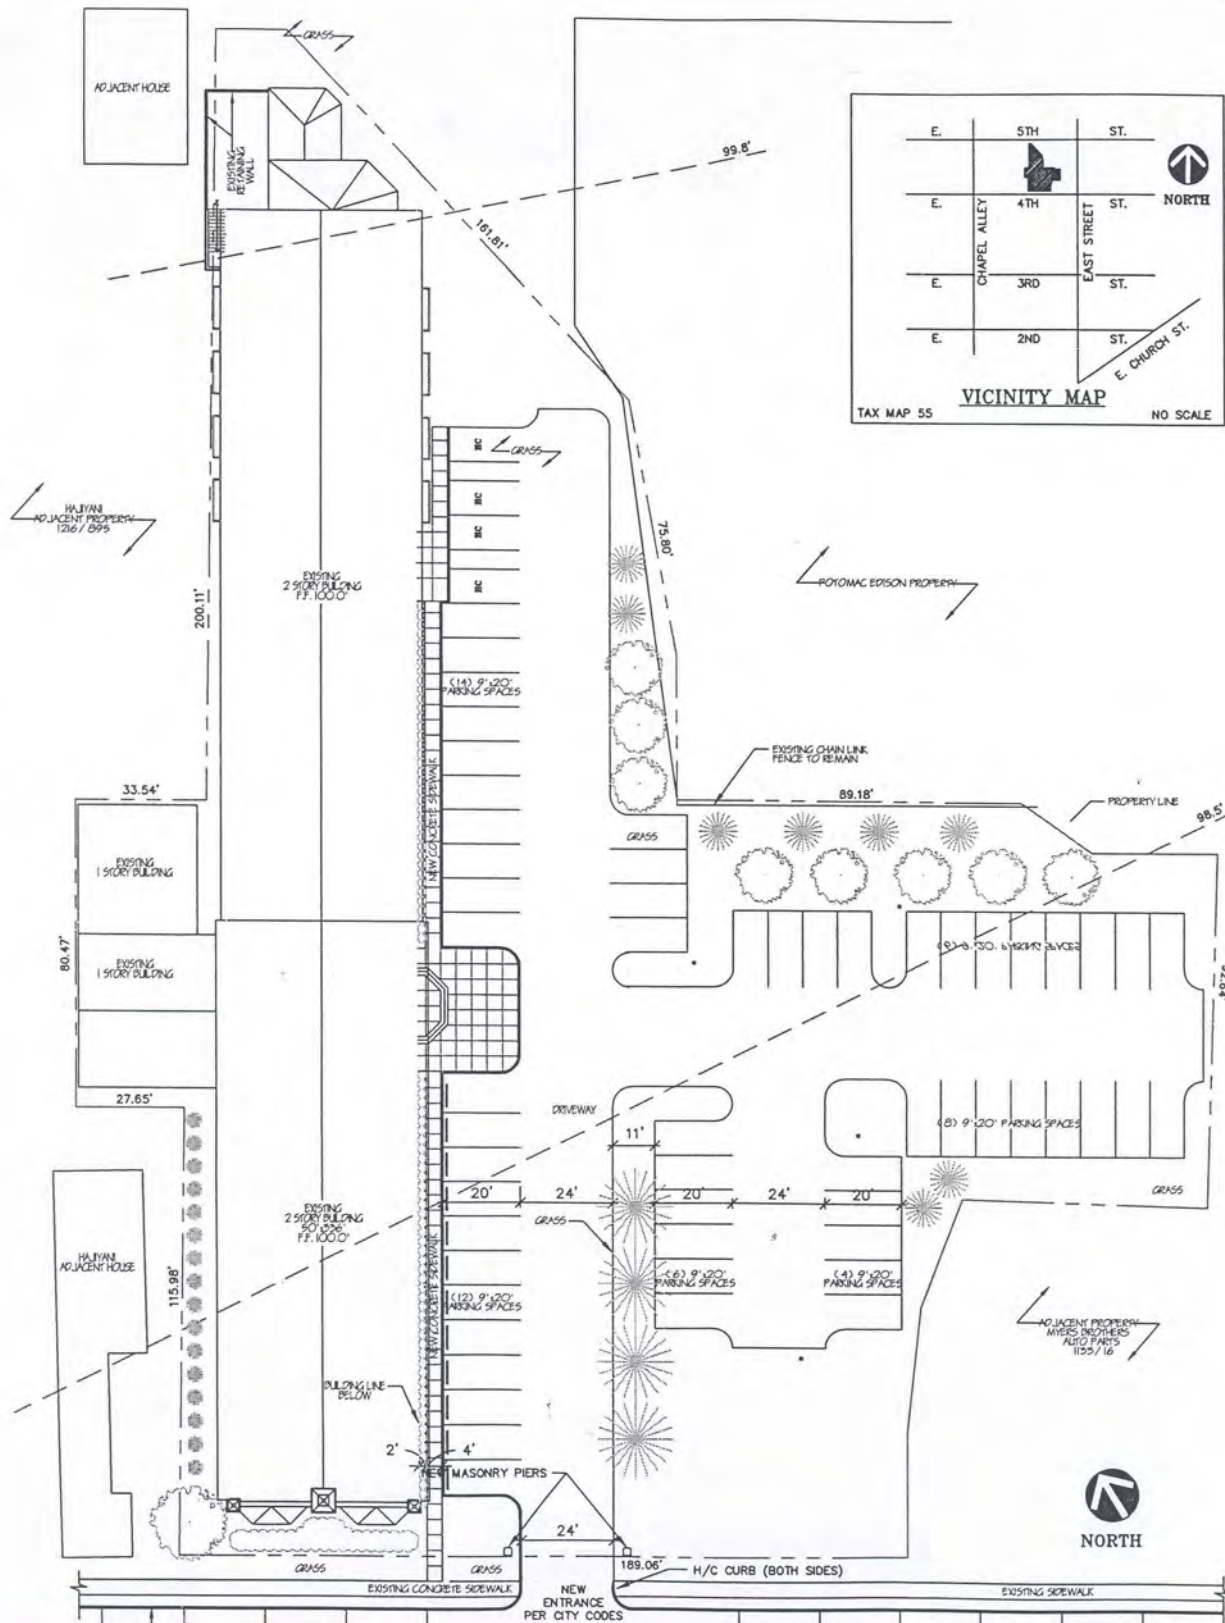 GRASS
ADJACENT HOUSE
EXISTING
RETAINING
WALL
99.8'
161.81'
E. 5TH ST.
E. 4TH ST.
E. 3RD ST.
E. 2ND ST.
CHAPEL ALLEY
EAST STREET
E. CHURCH ST.
NORTH
VICINITY MAP
TAX MAP 55
NO SCALE
HC
GRASS
HC
HC
HC
HAJIYANI
ADJACENT PROPERTY
1216 / 895
200.11'
EXISTING
2 STORY BUILDING
F.F. 100.0'
75.80'
POTOMAC EDISON PROPERTY
(14) 9'x20'
PARKING SPACES
NEW CONCRETE SIDEWALK
EXISTING CHAIN LINK
FENCE TO REMAIN
33.54'
89.18'
PROPERTY LINE
98.5'
GRASS
EXISTING
1 STORY BUILDING
80.47'
EXISTING
1 STORY BUILDING
PARKING SPACES
27.65'
DRIVEWAY
11'
(8) 9'x20' PARKING SPACES
20'
24'
20'
24'
20'
GRASS
GRASS
EXISTING
2 STORY BUILDING
50'x336'
F.F. 100.0'
HAJIYANI
ADJACENT HOUSE
115.98'
NEW CONCRETE SIDEWALK
(12) 9'x20'
PARKING SPACES
(6) 9'x20'
PARKING SPACES
(4) 9'x20'
PARKING SPACES
ADJACENT PROPERTY
MYERS BROTHERS
AUTO PARTS
1155 / 16
BUILDING LINE
BELOW
2'
4'
NEW MASONRY PIERS
24'
NORTH
189.06'
H/C CURB (BOTH SIDES)
GRASS
GRASS
EXISTING CONCRETE SIDEWALK
EXISTING SIDEWALK
NEW
ENTRANCE
PER CITY CODES